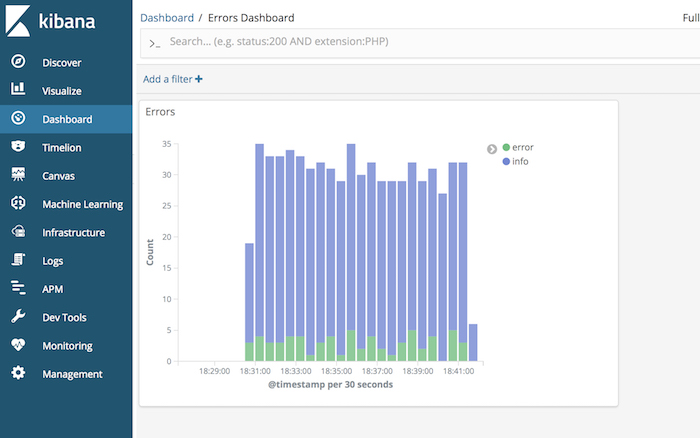 kibana
Discover
Visualize
Dashboard
Timelion
Canvas
Machine Learning
Infrastructure
Logs
APM
Dev Tools
Monitoring
Management
Dashboard / Errors Dashboard
Full
>_ Search... (e.g. status:200 AND extension:PHP)
Add a filter +
Errors
35
30
25
20
15
10
5
0
Count
18:29:00 18:31:00 18:33:00 18:35:00 18:37:00 18:39:00 18:41:00
@timestamp per 30 seconds
error
info